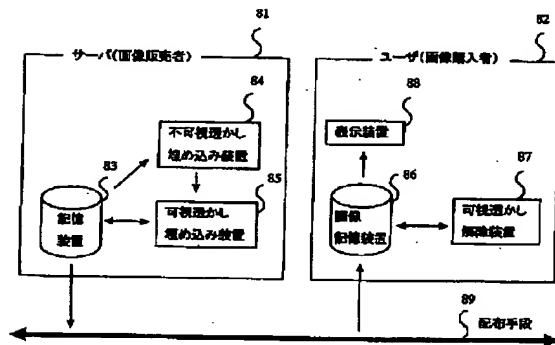 81
サーバ(画像販売者)
84
不可視透かし
埋め込み装置
83
記憶
装置
85
可視透かし
埋め込み装置
82
ユーザ(画像購入者)
88
表示装置
86
画像
記憶装置
87
可視透かし
解除装置
89
配布手段